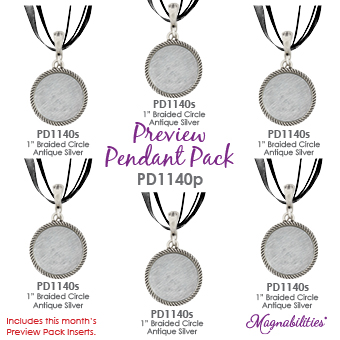 PD1140s
1" Braided Circle
Antique Silver
PD1140s
1" Braided Circle
Antique Silver
PD1140s
1" Braided Circle
Antique Silver
Preview
Pendant Pack
PD1140p
PD1140s
1" Braided Circle
Antique Silver
PD1140s
1" Braided Circle
Antique Silver
PD1140s
1" Braided Circle
Antique Silver
Includes this month's
Preview Pack Inserts.
Magnabilities®